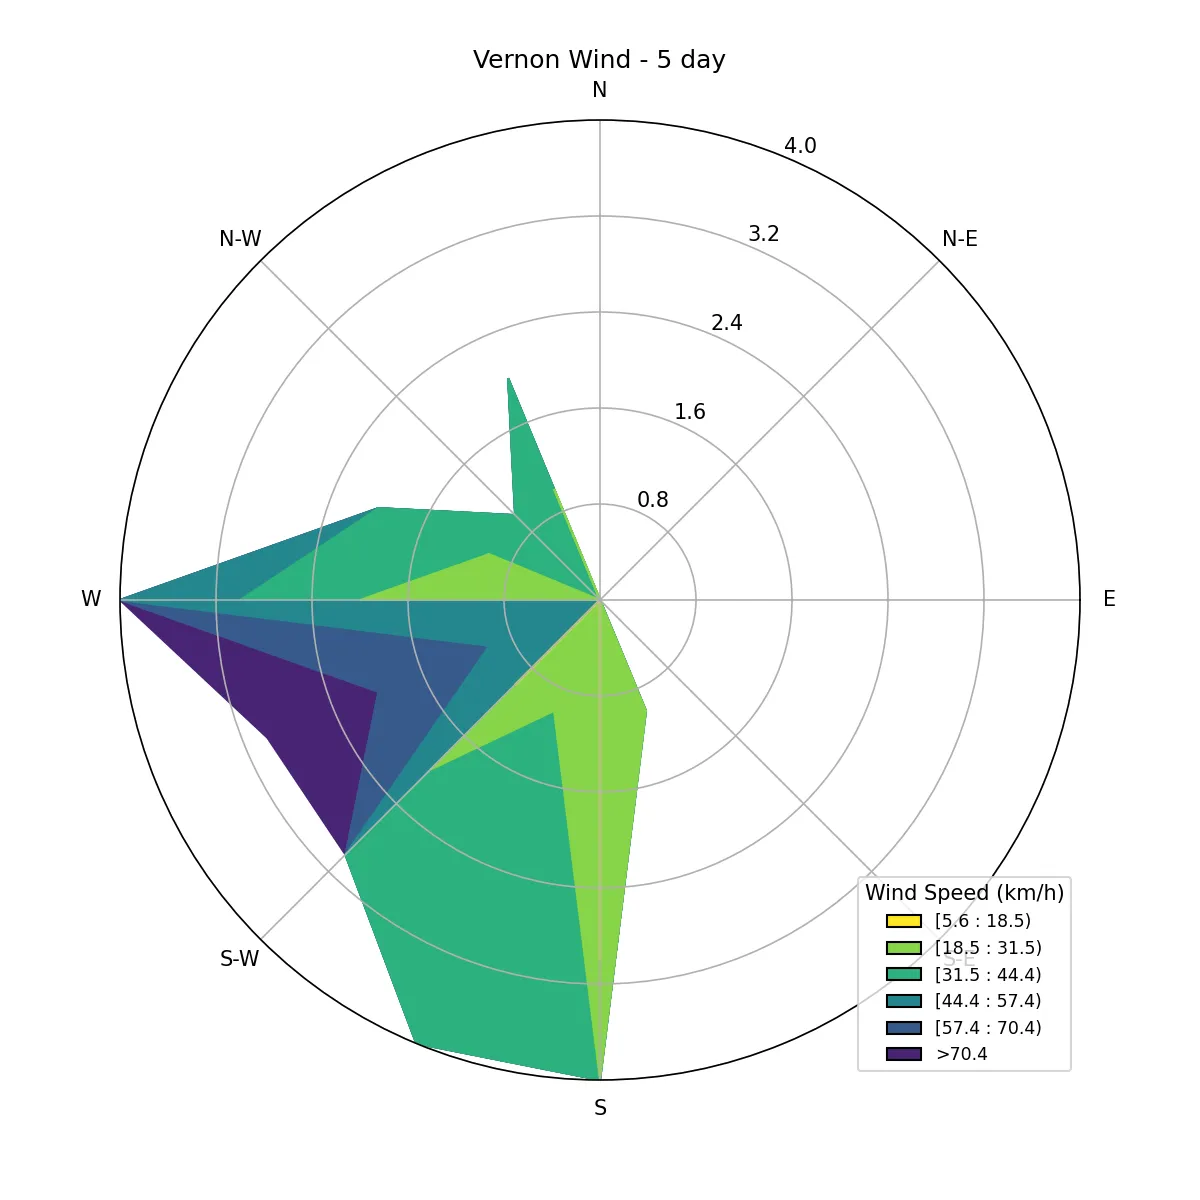 Vernon Wind - 5 day
N
4.0
N-W
N-E
3.2
2.4
1.6
0.8
W
E
S-W
S-E
S
Wind Speed (km/h)
[5.6 : 18.5)
[18.5 : 31.5)
[31.5 : 44.4)
[44.4 : 57.4)
[57.4 : 70.4)
>70.4